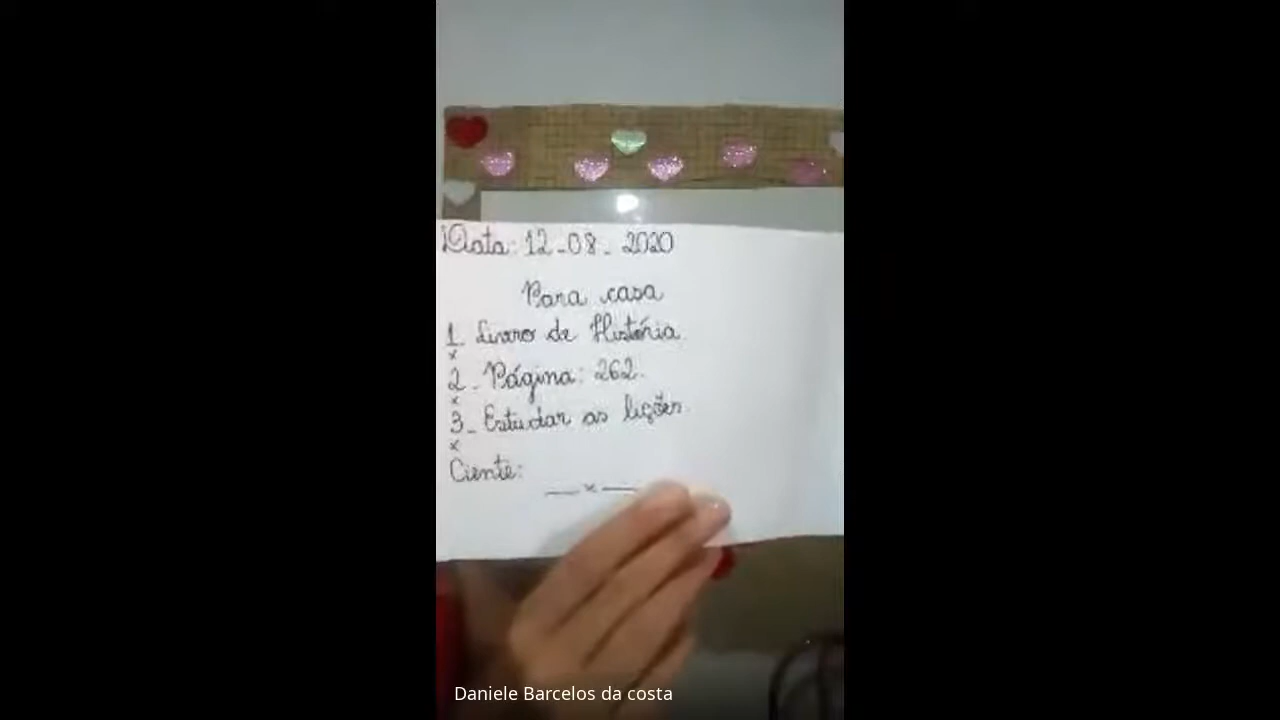 Data: 12-08-2020
Para casa
1. Livro de História.
x
2. Página: 262.
x
3. Estudar as lições.
x
Ciente:
__x__
Daniele Barcelos da costa